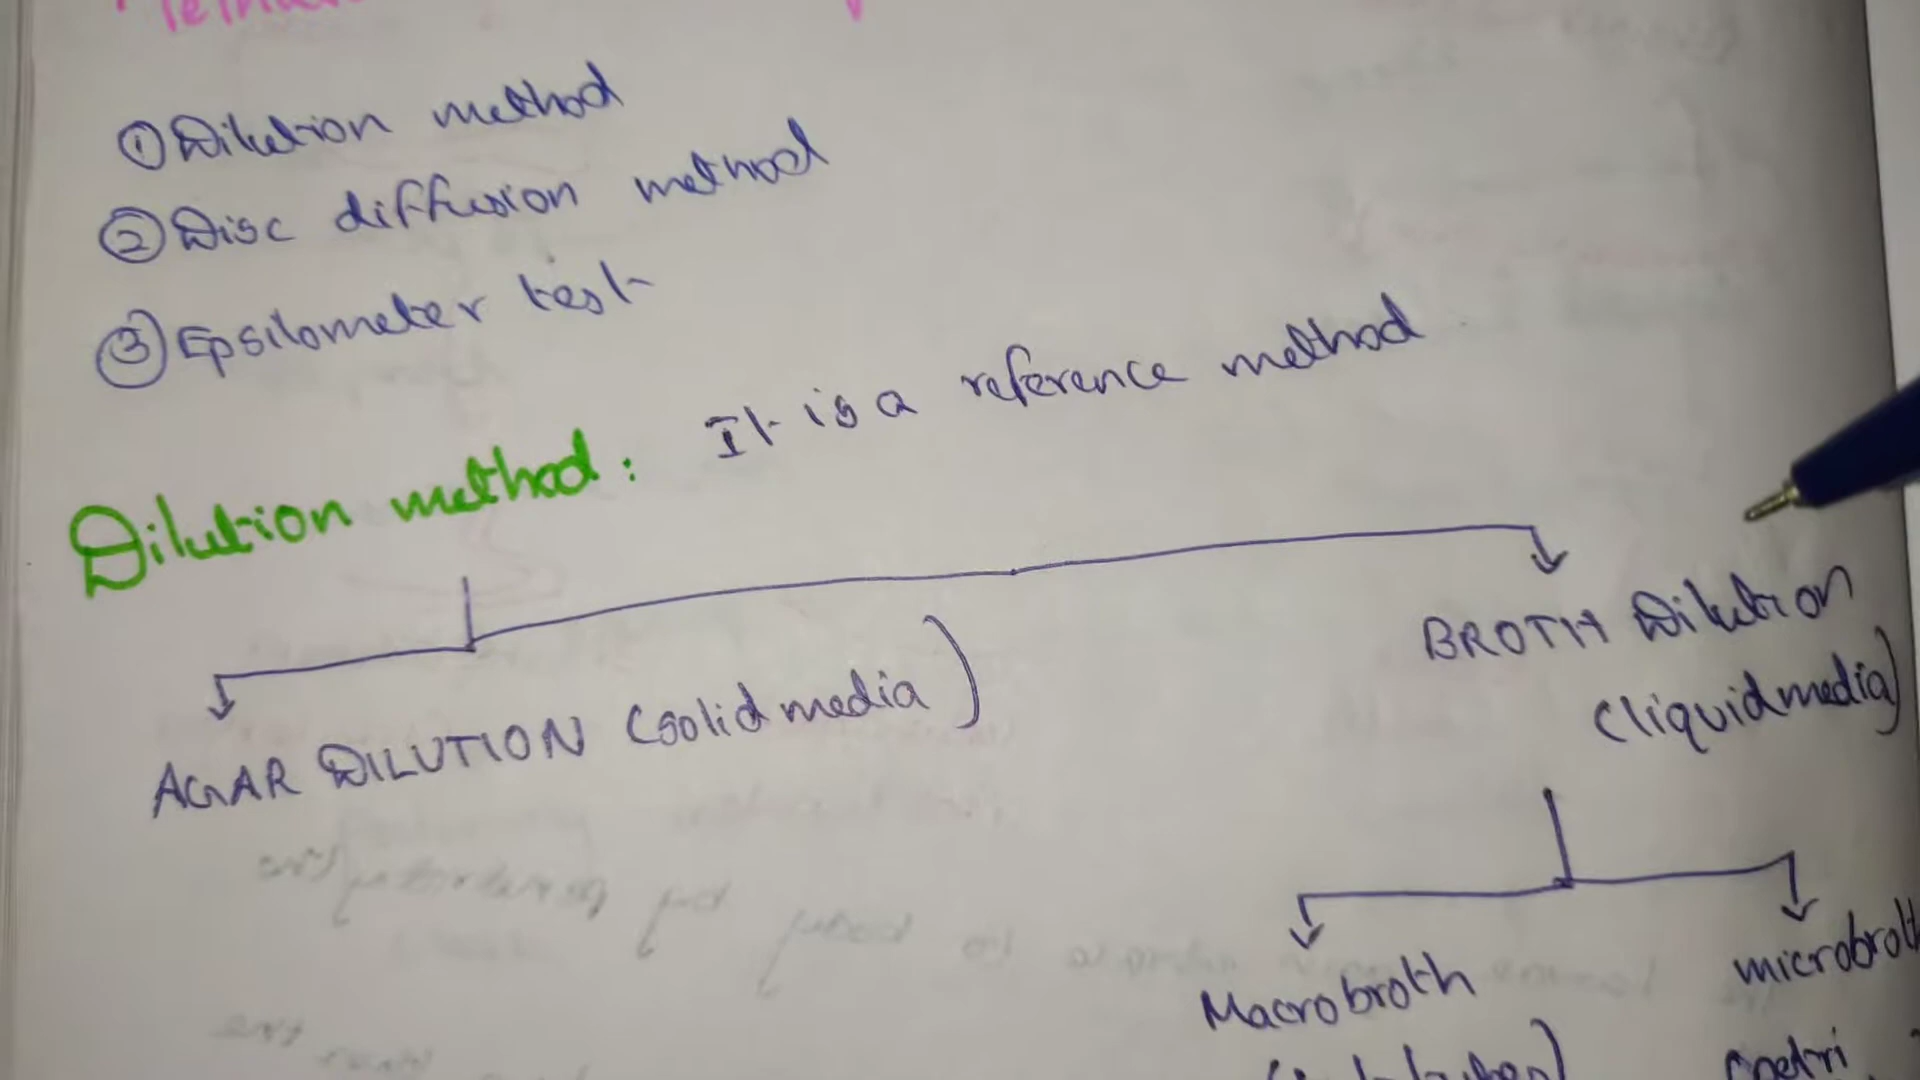 ① Dilution method
② Disc diffusion method
③ Epsilometer test
Dilution method: It is a reference method
AGAR DILUTION (solid media)
BROTH Dilution
(liquid media)
Macrobroth